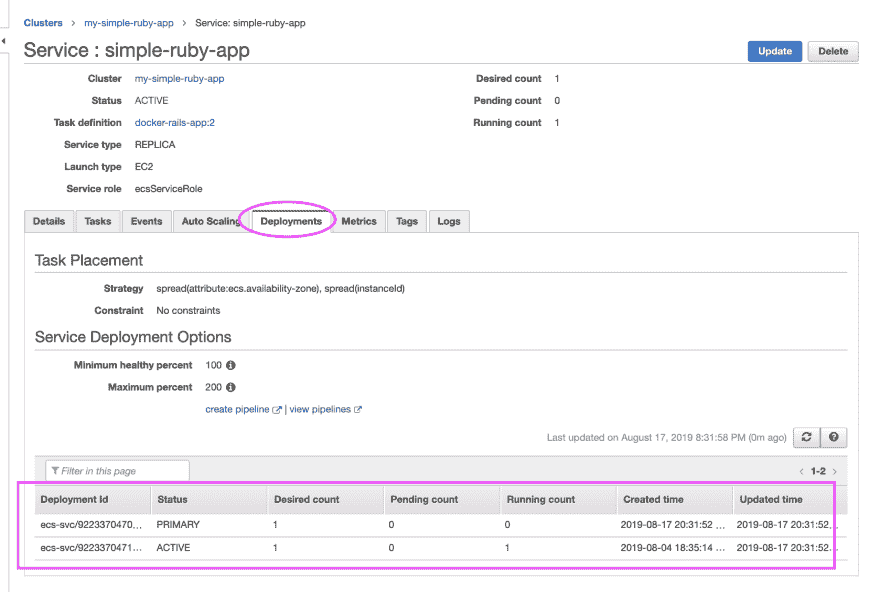 Clusters > my-simple-ruby-app > Service: simple-ruby-app
Service : simple-ruby-app
Update Delete
Cluster my-simple-ruby-app Desired count 1
Status ACTIVE Pending count 0
Task definition docker-rails-app:2 Running count 1
Service type REPLICA
Launch type EC2
Service role ecsServiceRole
Details Tasks Events Auto Scaling Deployments Metrics Tags Logs
Task Placement
Strategy spread(attribute:ecs.availability-zone), spread(instanceId)
Constraint No constraints
Service Deployment Options
Minimum healthy percent 100
Maximum percent 200
create pipeline | view pipelines
Last updated on August 17, 2019 8:31:58 PM (0m ago)
Filter in this page < 1-2 >
Deployment Id Status Desired count Pending count Running count Created time Updated time
ecs-svc/9223370470... PRIMARY 1 0 0 2019-08-17 20:31:52 ... 2019-08-17 20:31:52...
ecs-svc/9223370471... ACTIVE 1 0 1 2019-08-04 18:35:14 ... 2019-08-17 20:31:52...